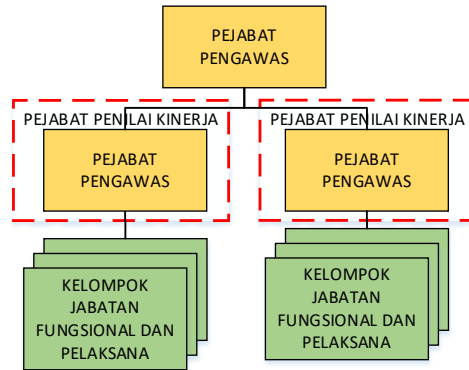 PEJABAT
PENGAWAS
PEJABAT PENILAI KINERJA
PEJABAT
PENGAWAS
PEJABAT PENILAI KINERJA
PEJABAT
PENGAWAS
KELOMPOK
JABATAN
FUNGSIONAL DAN
PELAKSANA
KELOMPOK
JABATAN
FUNGSIONAL DAN
PELAKSANA